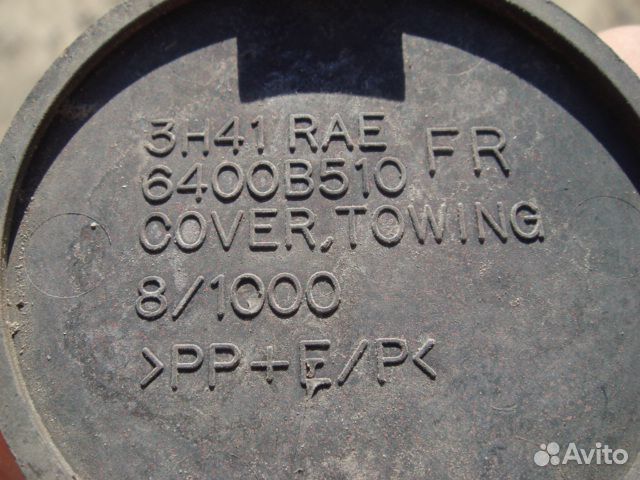 3H41 RAE FR
6400B510
COVER,TOWING
8/1000
>PP+E/P<
Avito